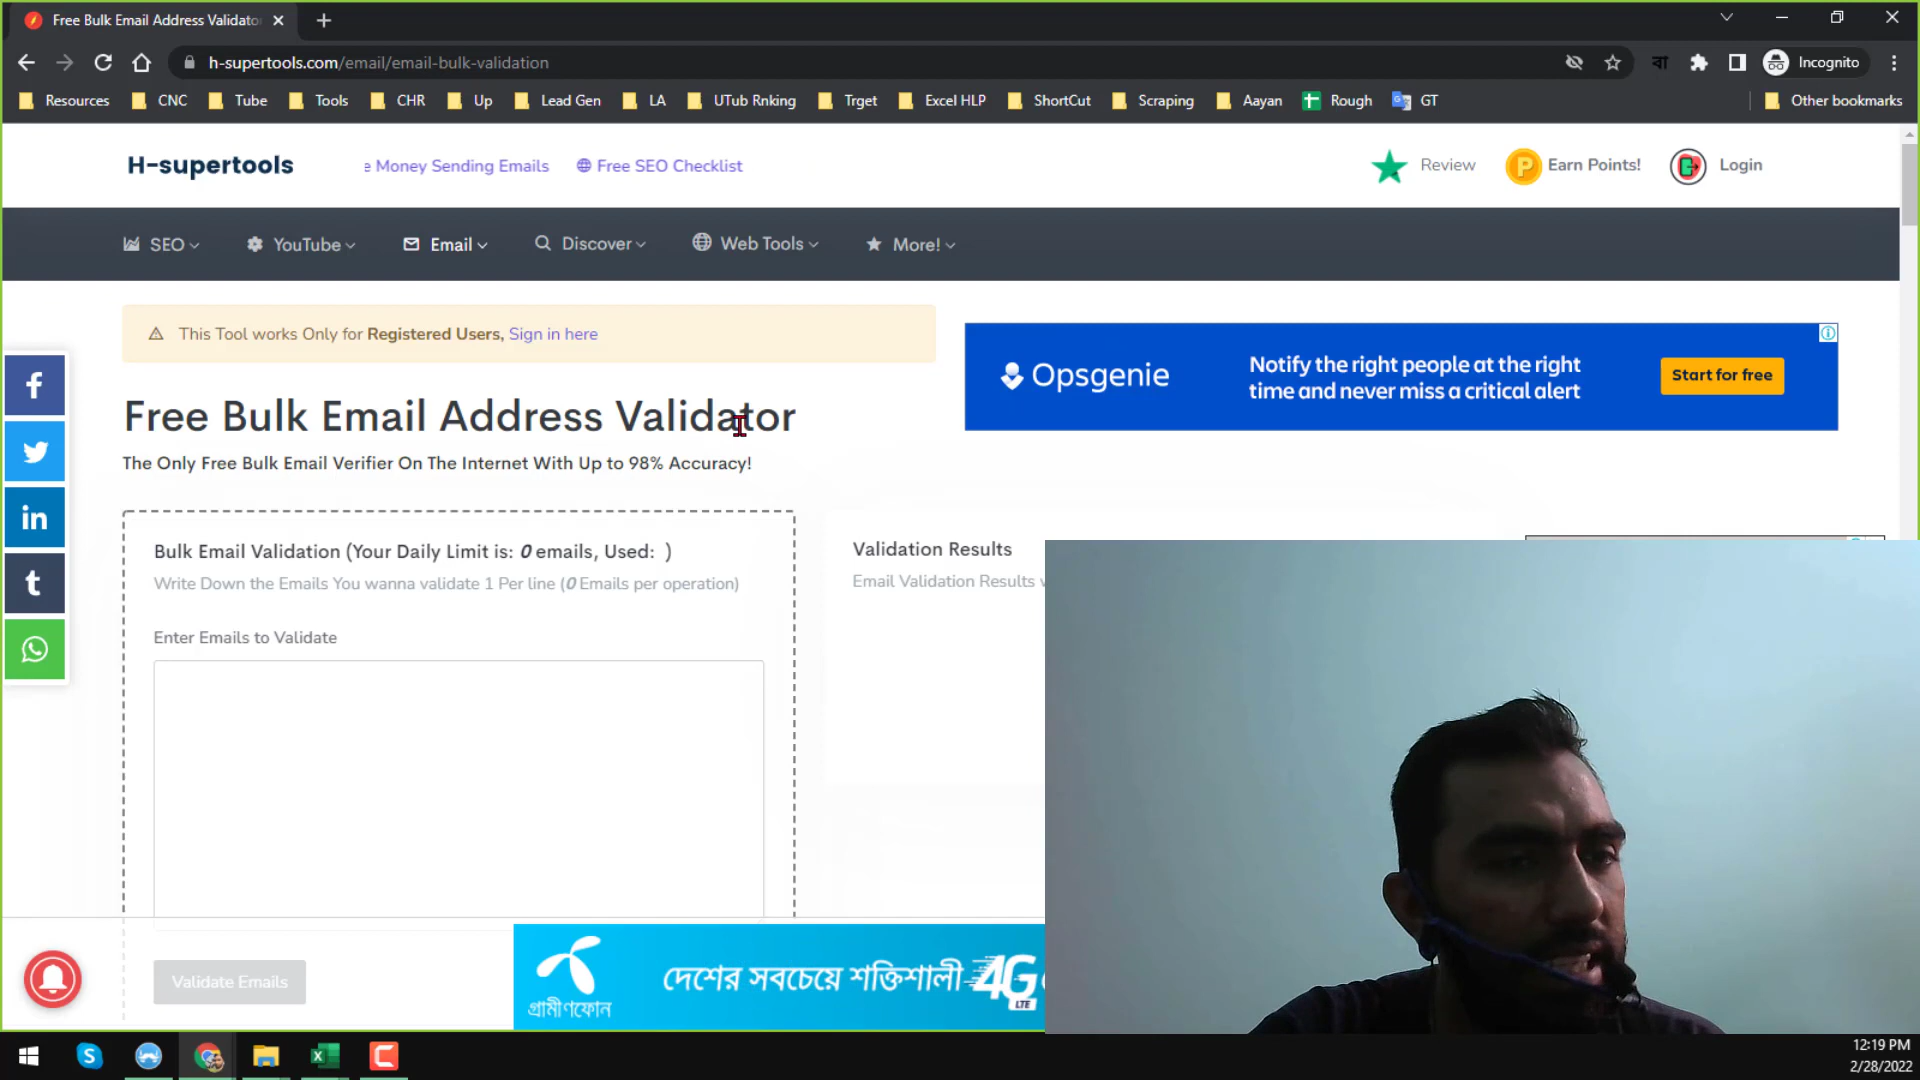 Free Bulk Email Address Validato
h-supertools.com/email/email-bulk-validation
Incognito
Resources
CNC
Tube
Tools
CHR
Up
Lead Gen
LA
UTub Rnking
Trget
Excel HLP
ShortCut
Scraping
Aayan
Rough
GT
Other bookmarks
H-supertools
e Money Sending Emails
Free SEO Checklist
Review
Earn Points!
Login
SEO
YouTube
Email
Discover
Web Tools
More!
This Tool works Only for Registered Users, Sign in here
Opsgenie
Notify the right people at the right
time and never miss a critical alert
Start for free
Free Bulk Email Address Validator
The Only Free Bulk Email Verifier On The Internet With Up to 98% Accuracy!
Bulk Email Validation (Your Daily Limit is: 0 emails, Used: )
Write Down the Emails You wanna validate 1 Per line (0 Emails per operation)
Enter Emails to Validate
Validation Results
Email Validation Results
Validate Emails
গ্রামীণফোন
দেশের সবচেয়ে শক্তিশালী 4G
LTE
12:19 PM
2/28/2022